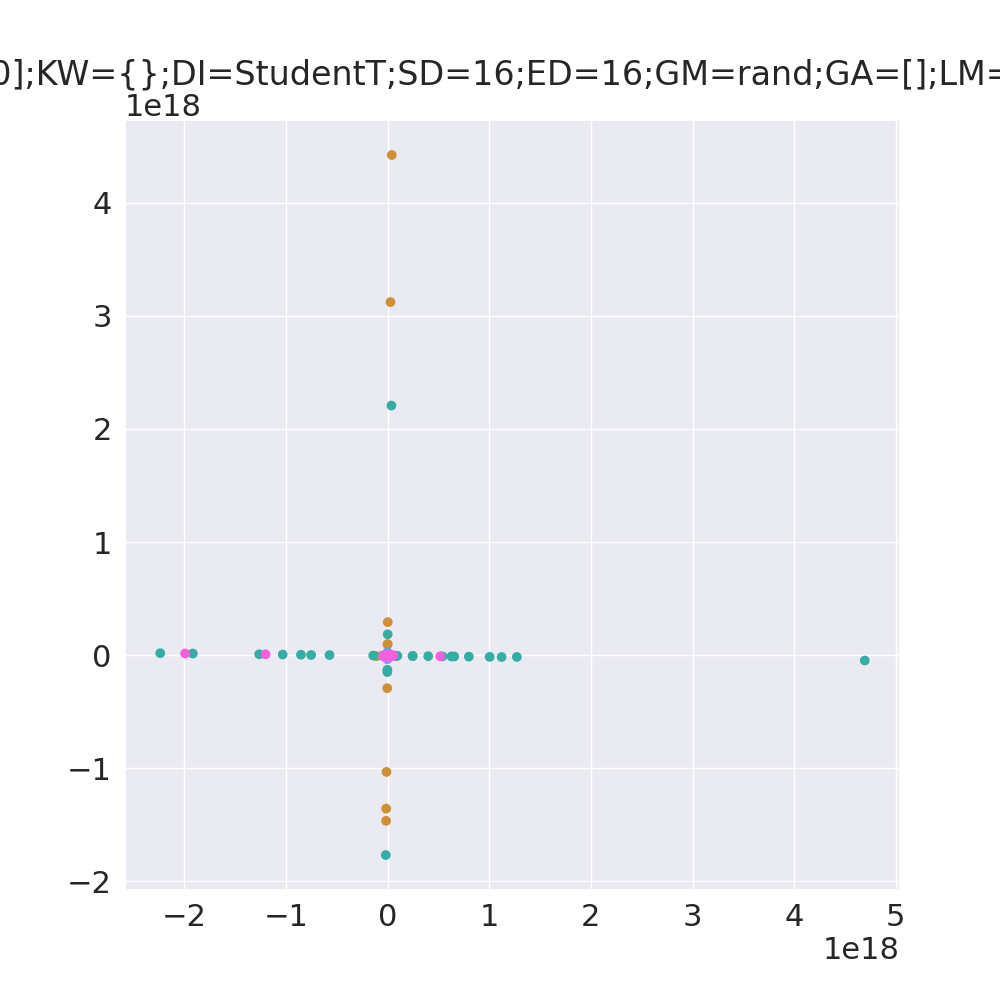 0];KW={};DI=StudentT;SD=16;ED=16;GM=rand;GA=[];LM=
1e18
4
3
2
1
0
−1
−2
−2 −1 0 1 2 3 4 5
1e18